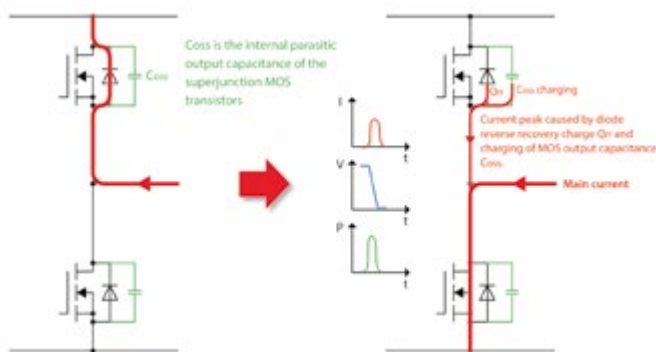 Coss
Coss is the internal parasitic
output capacitance of the
superjunction MOS
transistors
Qrr
Coss charging
Current peak caused by diode
reverse recovery charge Qrr and
charging of MOS output capacitance
Coss.
Main current
I
t
V
t
P
t